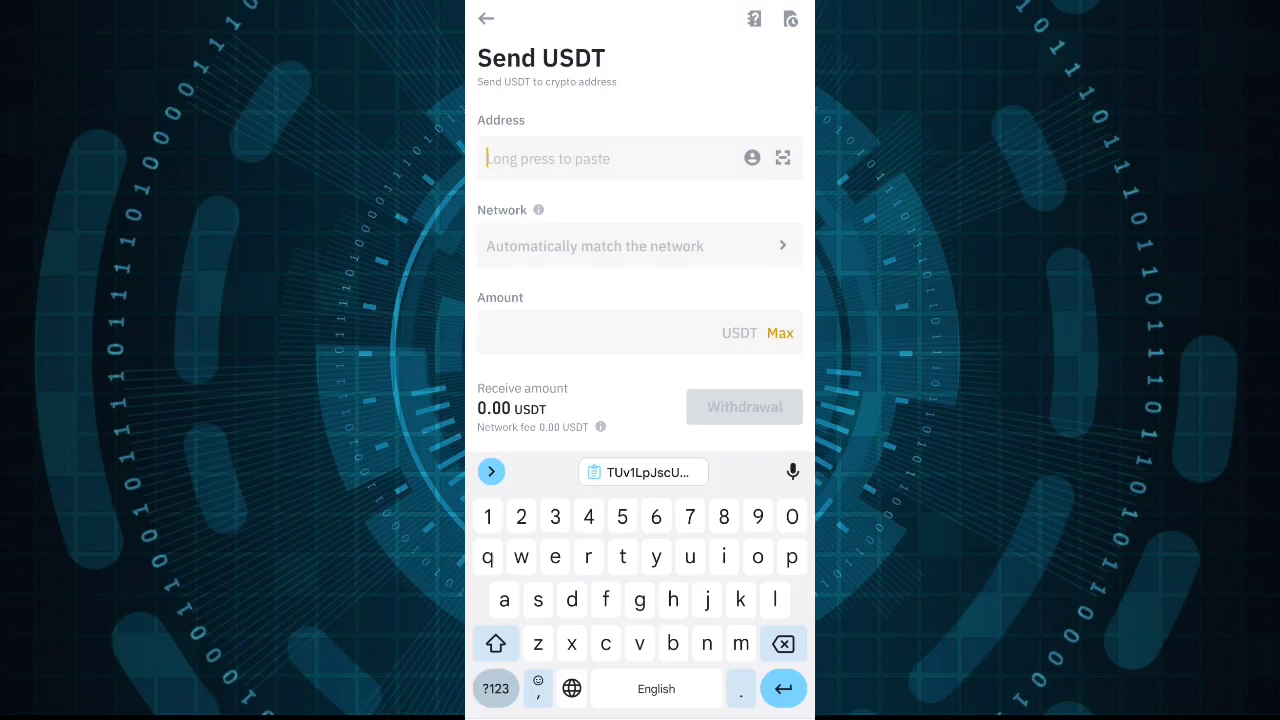 Send USDT
Send USDT to crypto address
Address
Long press to paste
Network
Automatically match the network
Amount
USDT Max
Receive amount
0.00 USDT
Withdrawal
Network fee 0.00 USDT
TUv1LpJscU...
1 2 3 4 5 6 7 8 9 0
q w e r t y u i o p
a s d f g h j k l
z x c v b n m
?123 , English .